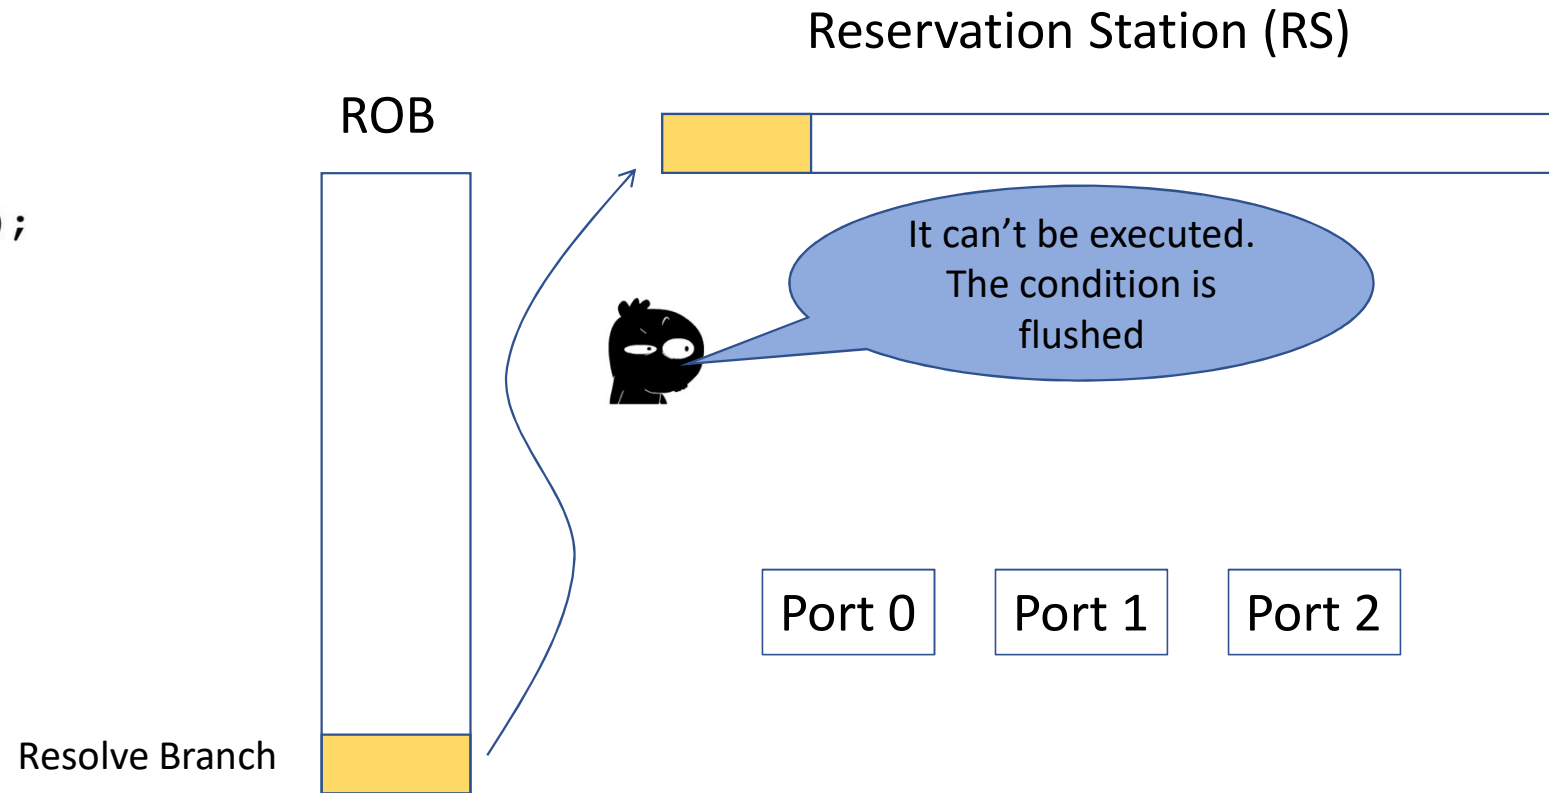 Reservation Station (RS)
ROB
);
It can’t be executed.
The condition is
flushed
Port 0
Port 1
Port 2
Resolve Branch